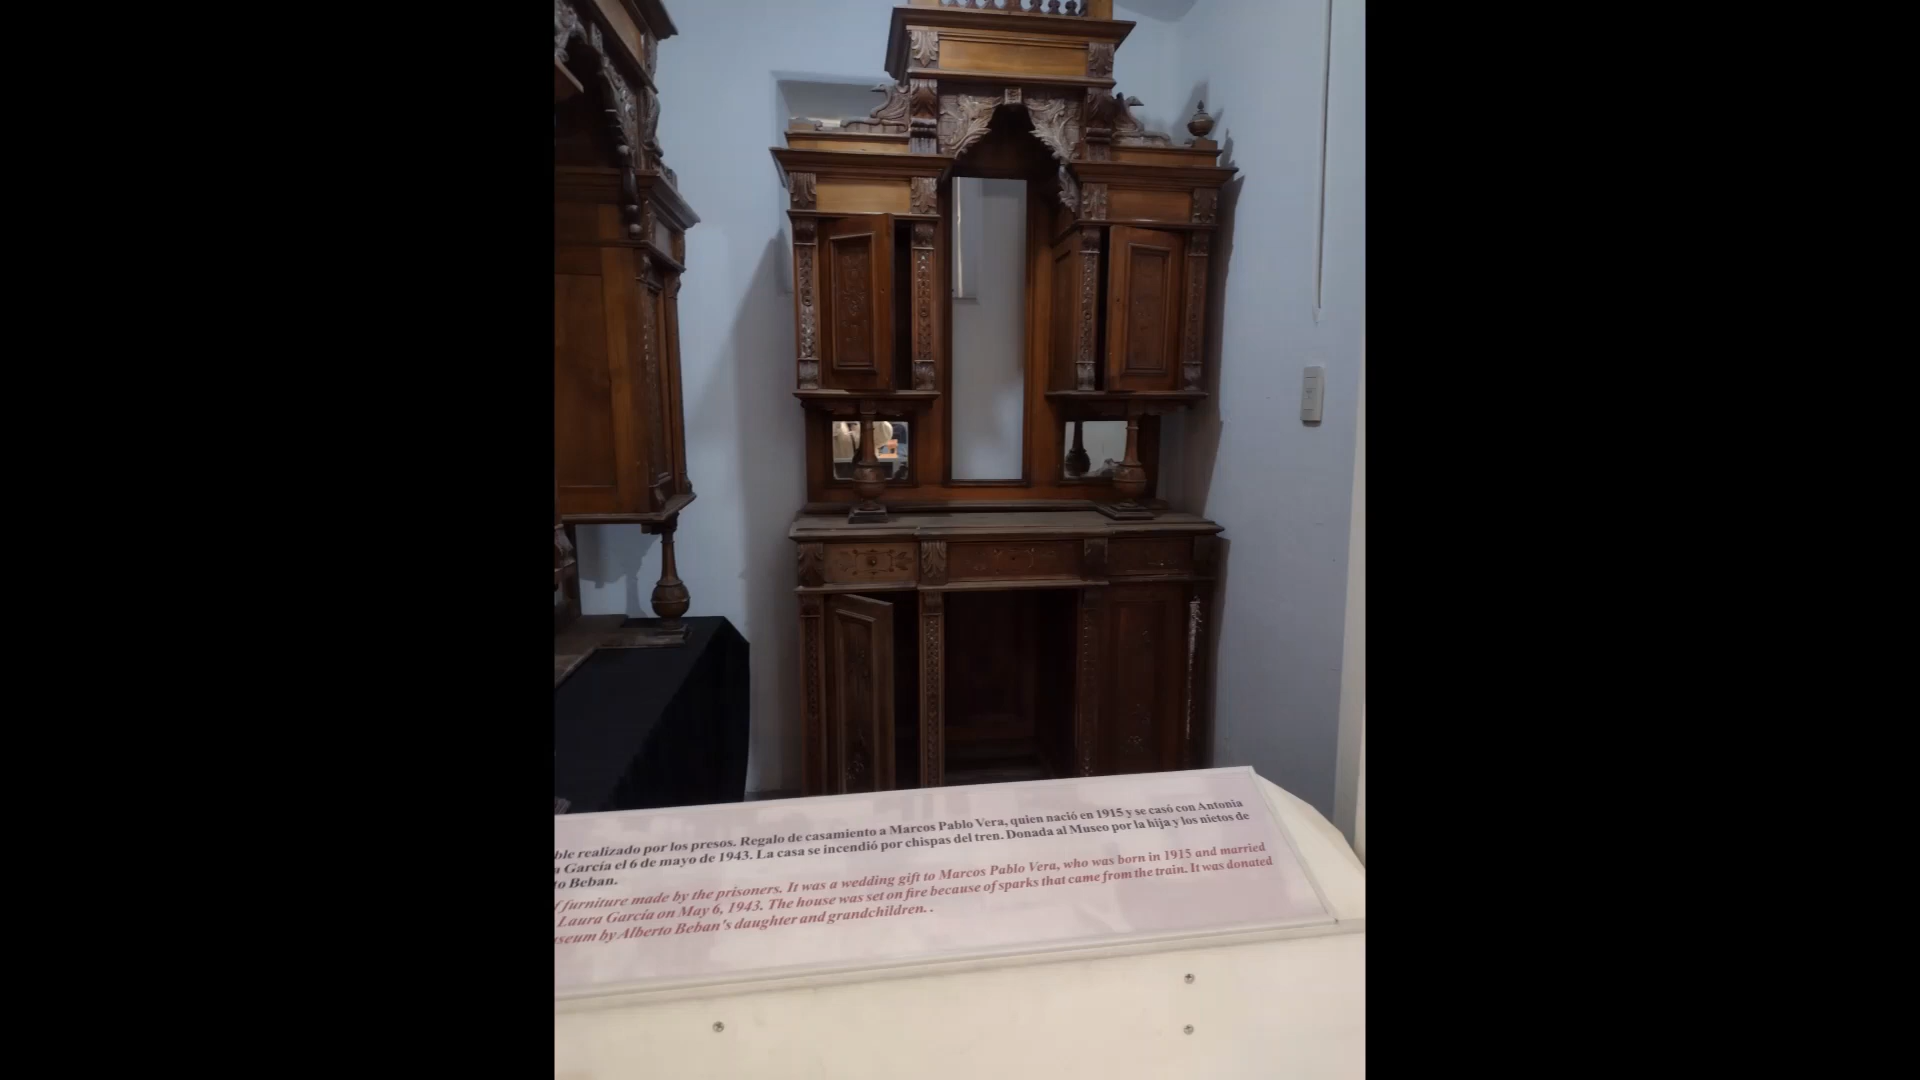 ble realizado por los presos. Regalo de casamiento a Marcos Pablo Vera, quien nació en 1915 y se casó con Antonia
a García el 6 de mayo de 1943. La casa se incendió por chispas del tren. Donada al Museo por la hija y los nietos de
to Beban.
f furniture made by the prisoners. It was a wedding gift to Marcos Pablo Vera, who was born in 1915 and married
Laura García on May 6, 1943. The house was set on fire because of sparks that came from the train. It was donated
useum by Alberto Beban's daughter and grandchildren. .